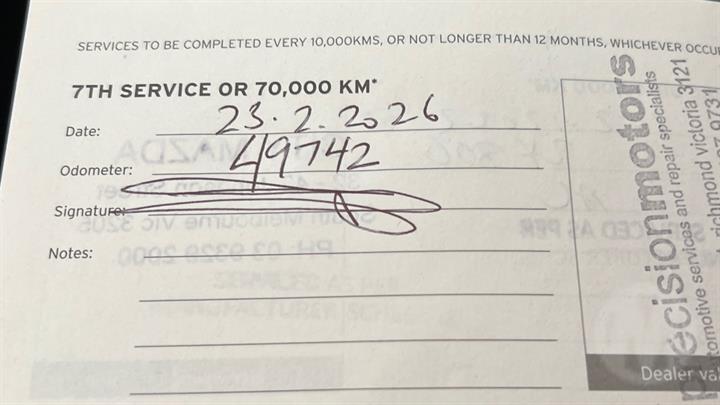 SERVICES TO BE COMPLETED EVERY 10,000KMS, OR NOT LONGER THAN 12 MONTHS, WHICHEVER OCCU
7TH SERVICE OR 70,000 KM*
Date: 23.2.2026
Odometer: 49742
Signature:
Notes:
precisionmotors
automotive services and repair specialists
richmond victoria 3121
9731
Dealer va